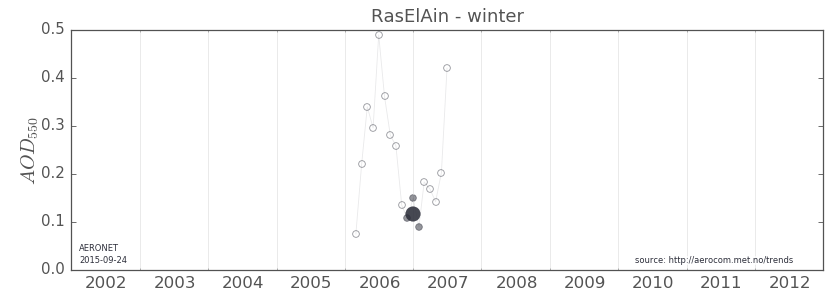 RasElAin - winter
0.5
0.4
0.3
0.2
0.1
0.0
AOD550
AERONET
2015-09-24
source: http://aerocom.met.no/trends
2002 2003 2004 2005 2006 2007 2008 2009 2010 2011 2012